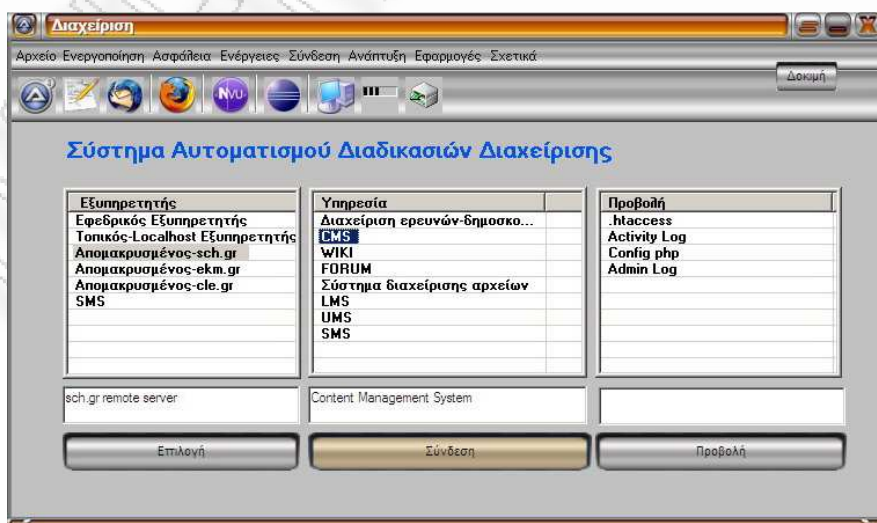 Διαχείριση
Αρχείο Ενεργοποίηση Ασφάλεια Ενέργειες Σύνδεση Ανάπτυξη Εφαρμογές Σχετικά
Δοκιμή
NVU
Σύστημα Αυτοματισμού Διαδικασιών Διαχείρισης
Εξυπηρετητής
Εφεδρικός Εξυπηρετητής
Τοπικός-Localhost Εξυπηρετητής
Απομακρυσμένος-sch.gr
Απομακρυσμένος-ekm.gr
Απομακρυσμένος-cle.gr
SMS
sch.gr remote server
Επιλογή
Υπηρεσία
Διαχείριση ερευνών-δημοσκο...
CMS
WIKI
FORUM
Σύστημα διαχείρισης αρχείων
LMS
UMS
SMS
Content Management System
Σύνδεση
Προβολή
.htaccess
Activity Log
Config php
Admin Log
Προβολή